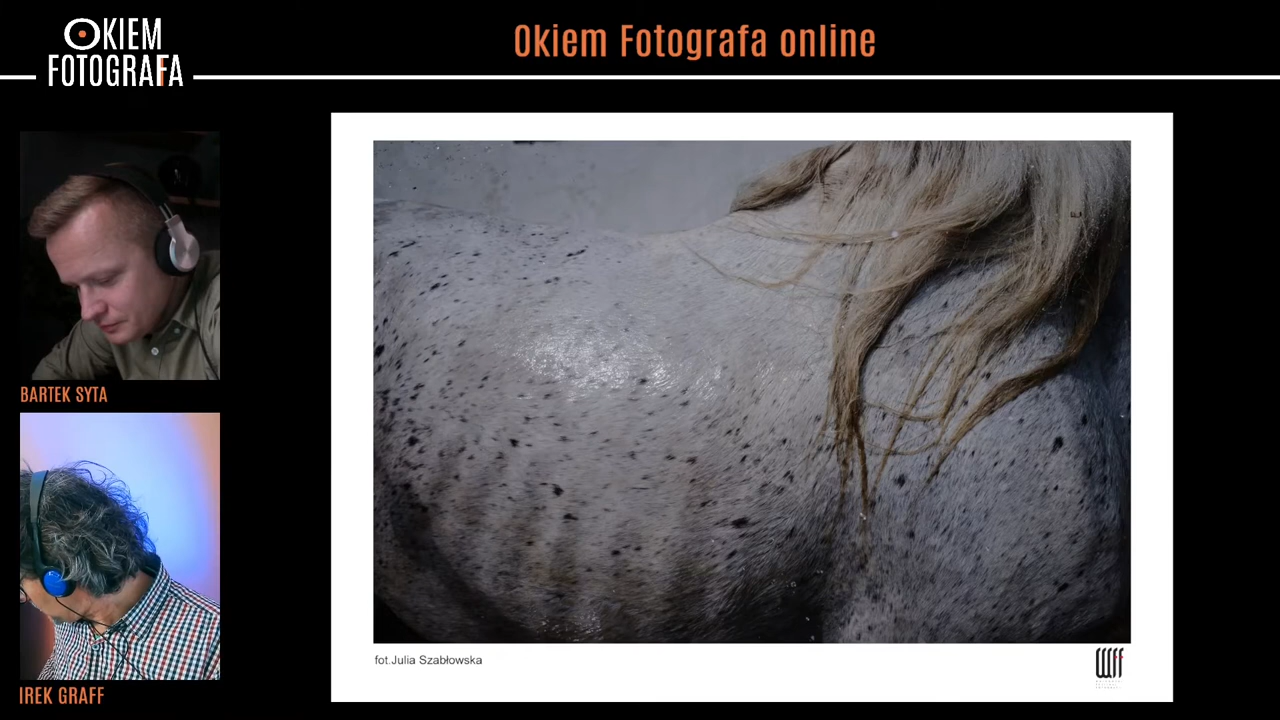 OKIEM
FOTOGRAFA
Okiem Fotografa online
BARTEK SYTA
IREK GRAFF
fot.Julia Szabłowska